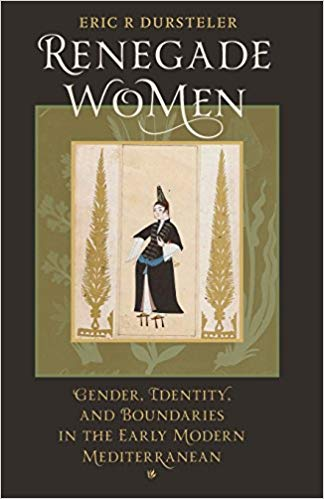 ERIC R DURSTELER
RENEGADE
WOMEN
GENDER, IDENTITY,
AND BOUNDARIES
IN THE EARLY MODERN
MEDITERRANEAN